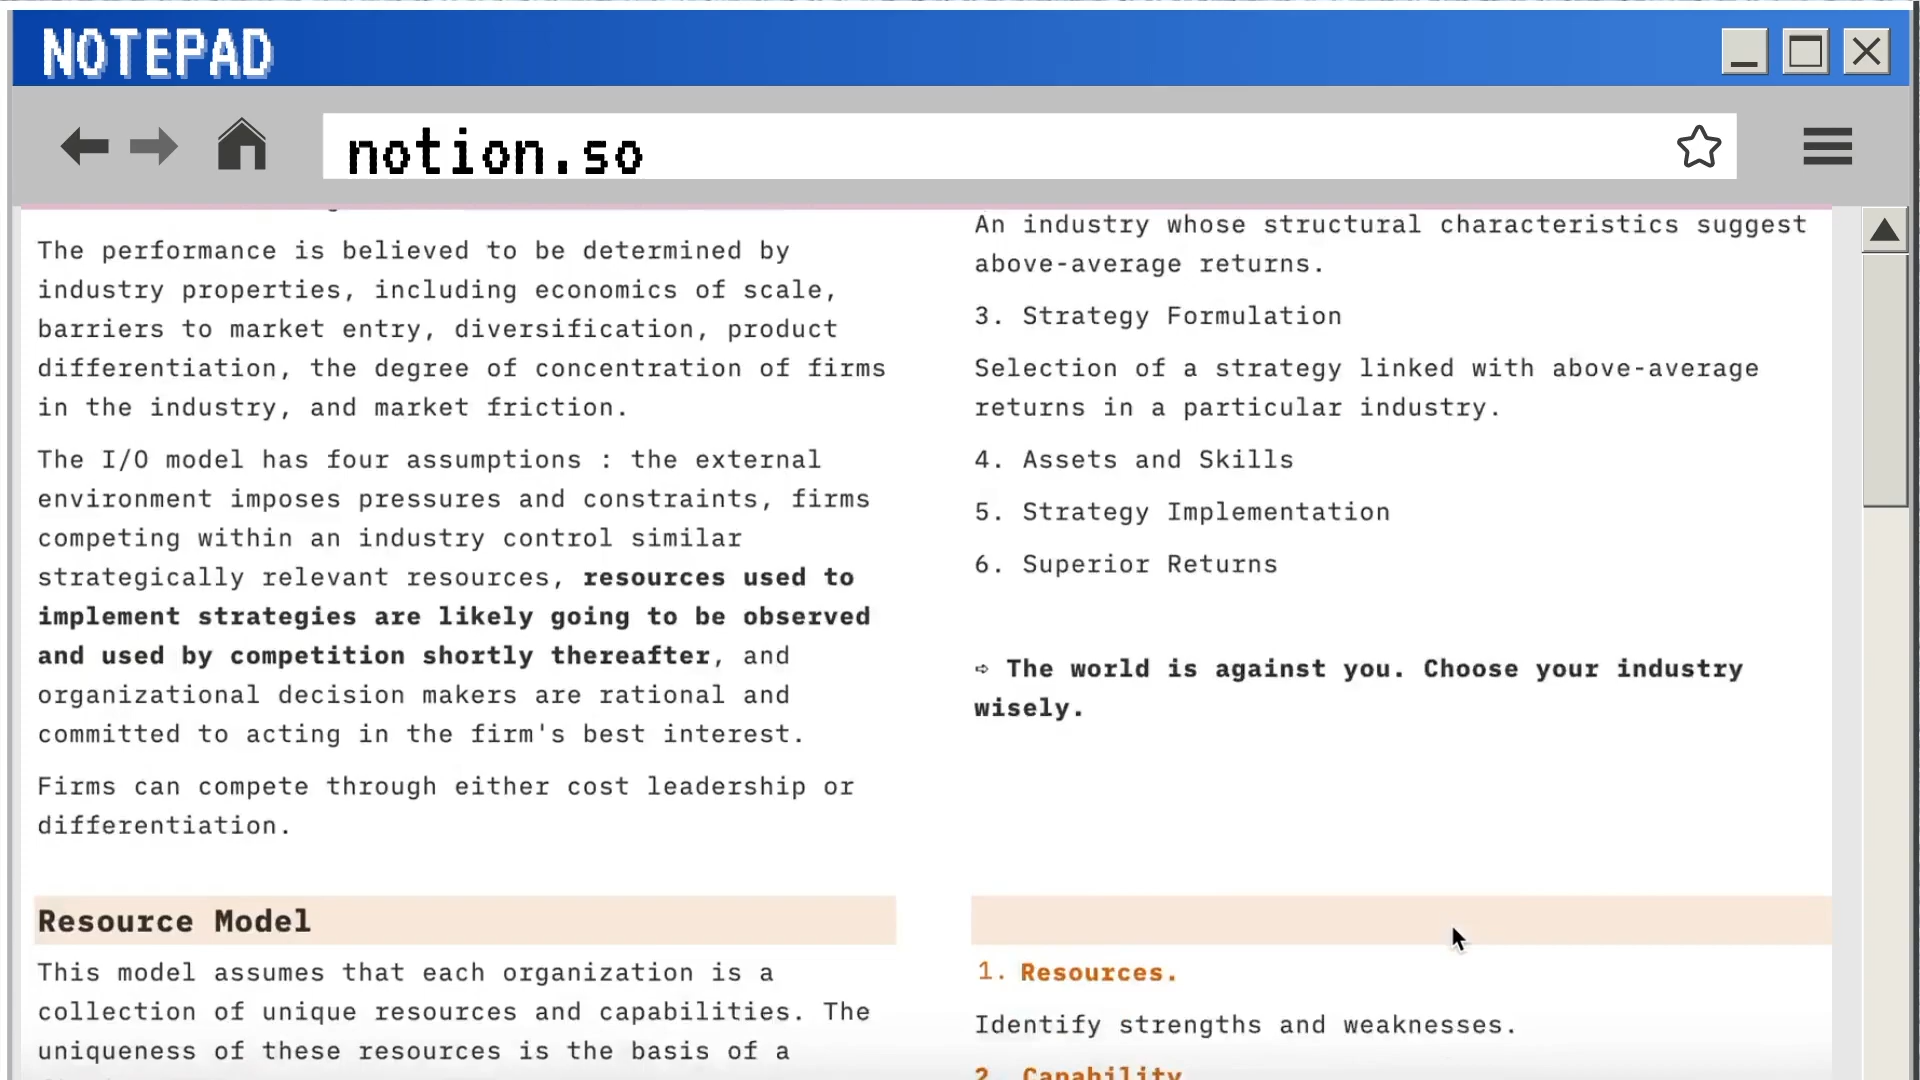 NOTEPAD
notion.so
The performance is believed to be determined by
industry properties, including economics of scale,
barriers to market entry, diversification, product
differentiation, the degree of concentration of firms
in the industry, and market friction.
The I/O model has four assumptions : the external
environment imposes pressures and constraints, firms
competing within an industry control similar
strategically relevant resources, resources used to
implement strategies are likely going to be observed
and used by competition shortly thereafter, and
organizational decision makers are rational and
committed to acting in the firm's best interest.
Firms can compete through either cost leadership or
differentiation.
Resource Model
This model assumes that each organization is a
collection of unique resources and capabilities. The
uniqueness of these resources is the basis of a
An industry whose structural characteristics suggest
above-average returns.
3. Strategy Formulation
Selection of a strategy linked with above-average
returns in a particular industry.
4. Assets and Skills
5. Strategy Implementation
6. Superior Returns
⇨ The world is against you. Choose your industry
wisely.
1. Resources.
Identify strengths and weaknesses.
2. Capability